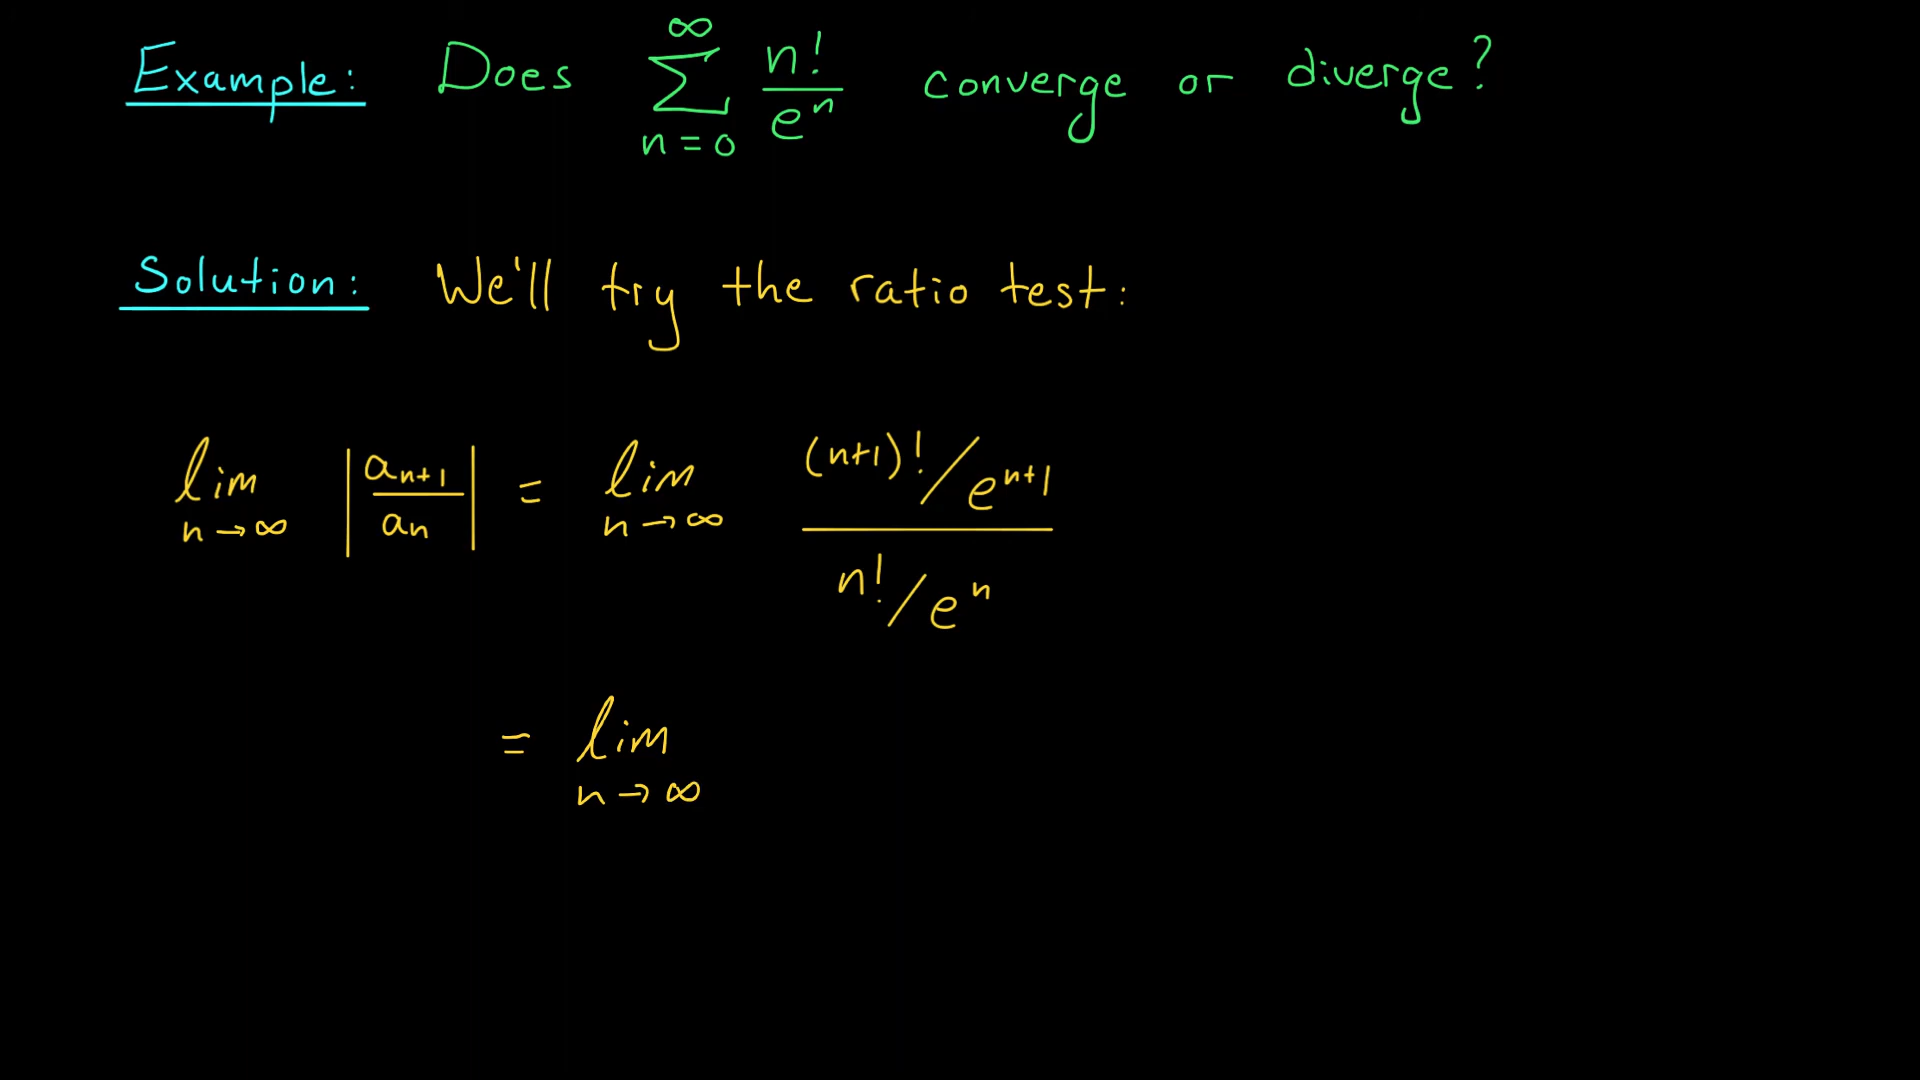 Example: Does ∑_{n=0}^{∞} n!/e^n converge or diverge?
Solution: We'll try the ratio test:
lim_{n→∞} |a_{n+1}/a_n| = lim_{n→∞} ((n+1)!/e^{n+1})/(n!/e^n)
= lim_{n→∞}